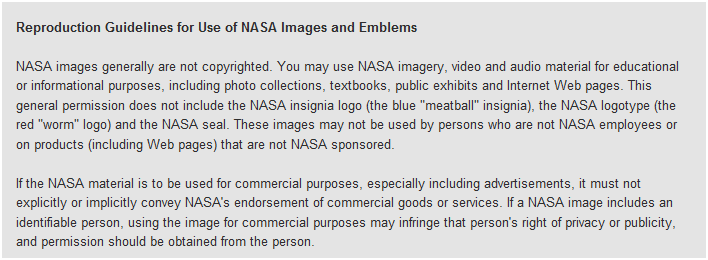 Reproduction Guidelines for Use of NASA Images and Emblems
NASA images generally are not copyrighted. You may use NASA imagery, video and audio material for educational
or informational purposes, including photo collections, textbooks, public exhibits and Internet Web pages. This
general permission does not include the NASA insignia logo (the blue "meatball" insignia), the NASA logotype (the
red "worm" logo) and the NASA seal. These images may not be used by persons who are not NASA employees or
on products (including Web pages) that are not NASA sponsored.
If the NASA material is to be used for commercial purposes, especially including advertisements, it must not
explicitly or implicitly convey NASA's endorsement of commercial goods or services. If a NASA image includes an
identifiable person, using the image for commercial purposes may infringe that person's right of privacy or publicity,
and permission should be obtained from the person.